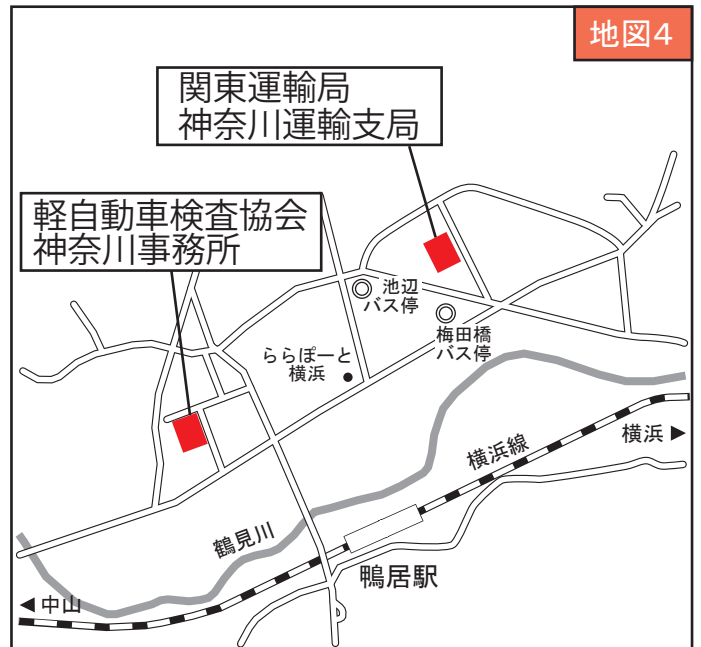 地図4
関東運輸局
神奈川運輸支局
軽自動車検査協会
神奈川事務所
池辺
バス停
梅田橋
バス停
ららぽーと
横浜
横浜 ▶
横浜線
鶴見川
鴨居駅
◀ 中山